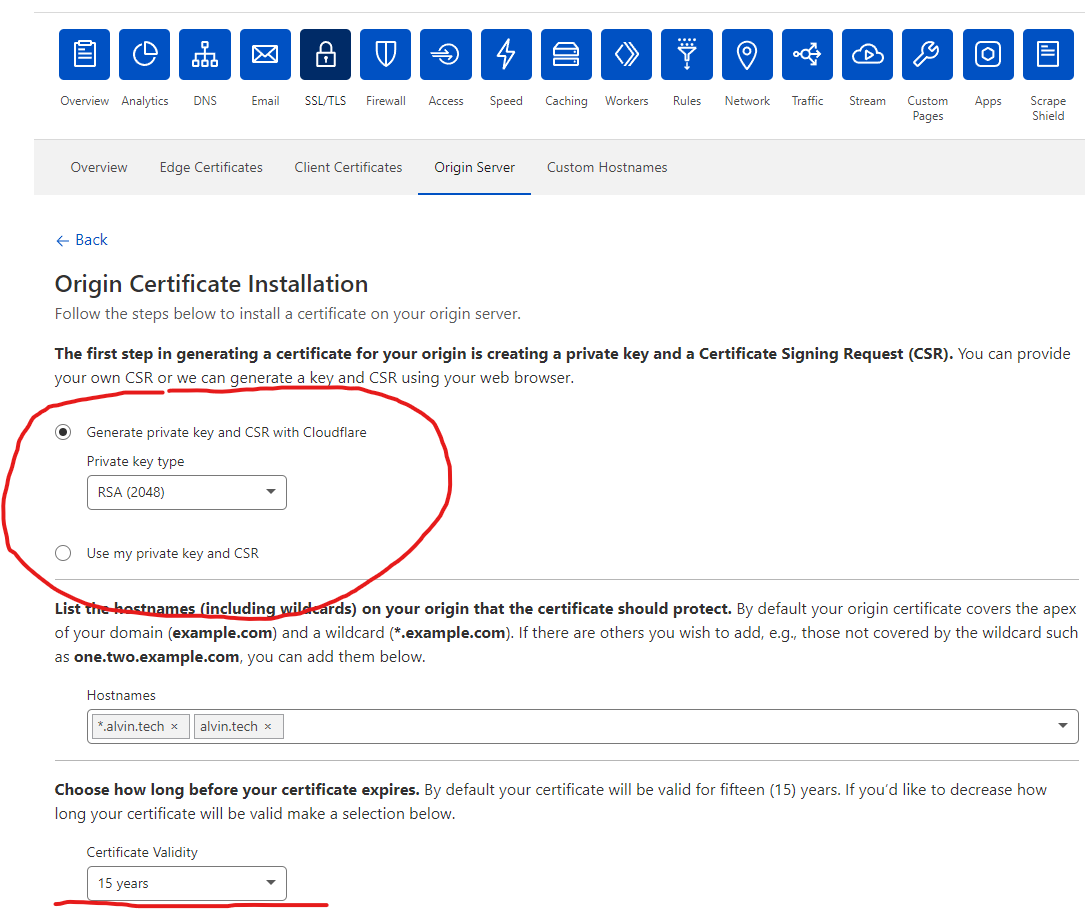 Overview Analytics DNS Email SSL/TLS Firewall Access Speed Caching Workers Rules Network Traffic Stream Custom Pages Apps Scrape Shield
Overview Edge Certificates Client Certificates Origin Server Custom Hostnames
← Back
Origin Certificate Installation
Follow the steps below to install a certificate on your origin server.
The first step in generating a certificate for your origin is creating a private key and a Certificate Signing Request (CSR). You can provide
your own CSR or we can generate a key and CSR using your web browser.
Generate private key and CSR with Cloudflare
Private key type
RSA (2048)
Use my private key and CSR
List the hostnames (including wildcards) on your origin that the certificate should protect. By default your origin certificate covers the apex
of your domain (example.com) and a wildcard (*.example.com). If there are others you wish to add, e.g., those not covered by the wildcard such
as one.two.example.com, you can add them below.
Hostnames
*.alvin.tech × alvin.tech ×
Choose how long before your certificate expires. By default your certificate will be valid for fifteen (15) years. If you’d like to decrease how
long your certificate will be valid make a selection below.
Certificate Validity
15 years